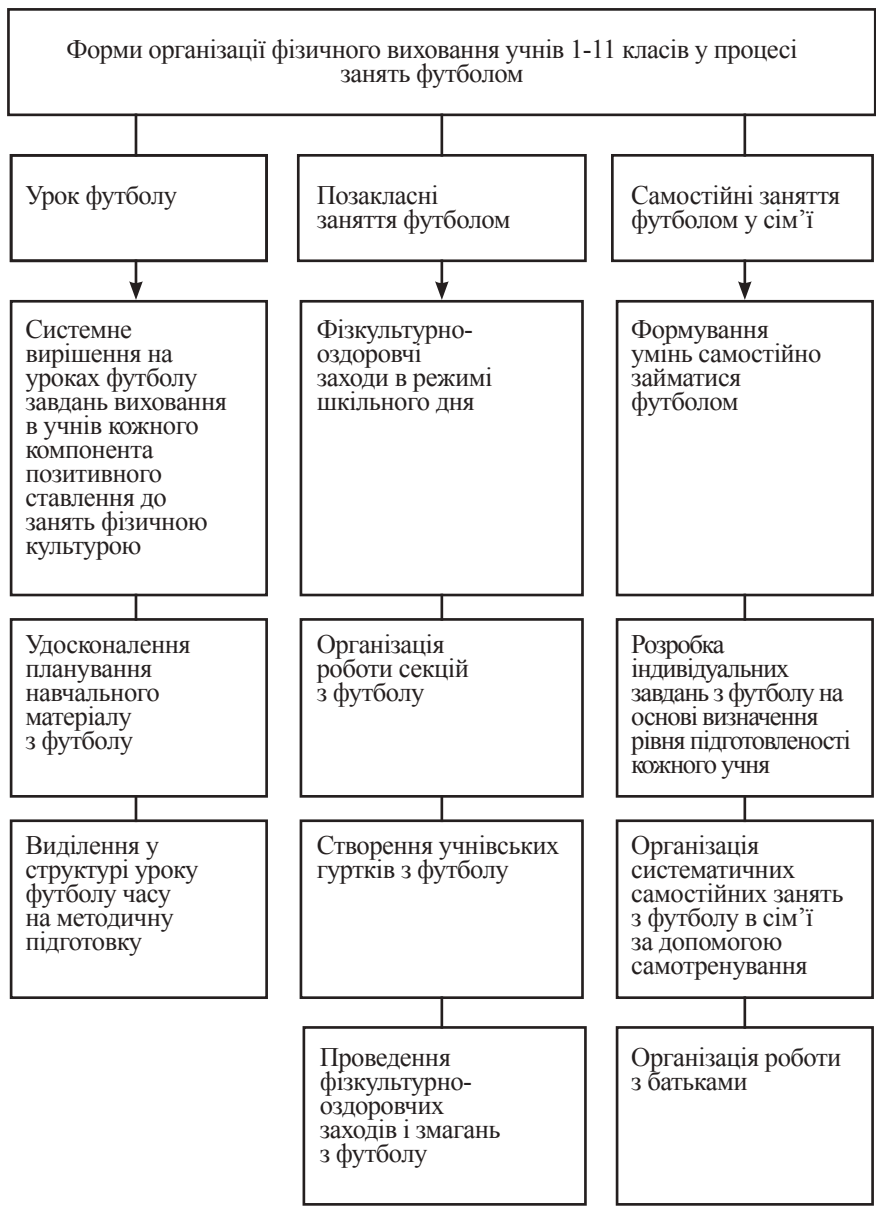 Форми організації фізичного виховання учнів 1-11 класів у процесі
занять футболом
Урок футболу
Позакласні
заняття футболом
Самостійні заняття
футболом у сім’ї
Системне
вирішення на
уроках футболу
завдань виховання
в учнів кожного
компонента
позитивного
ставлення до
занять фізичною
культурою
Фізкультурно-
оздоровчі
заходи в режимі
шкільного дня
Формування
умінь самостійно
займатися
футболом
Удосконалення
планування
навчального
матеріалу
з футболу
Організація
роботи секцій
з футболу
Розробка
індивідуальних
завдань з футболу на
основі визначення
рівня підготовленості
кожного учня
Виділення у
структурі уроку
футболу часу
на методичну
підготовку
Створення учнівських
гуртків з футболу
Організація
систематичних
самостійних занять
з футболу в сім’ї
за допомогою
самотренування
Проведення
фізкультурно-
оздоровчих
заходів і змагань
з футболу
Організація роботи
з батьками